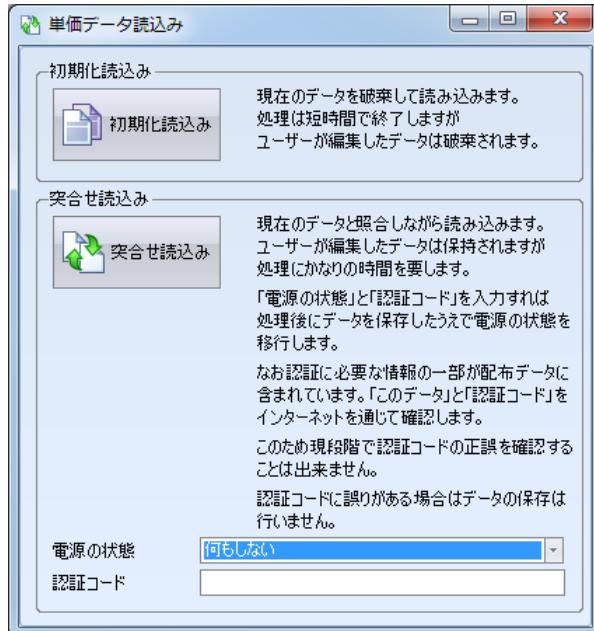 単価データ読込み
初期化読込み
初期化読込み
現在のデータを破棄して読み込みます。
処理は短時間で終了しますが
ユーザーが編集したデータは破棄されます。
突合せ読込み
突合せ読込み
現在のデータと照合しながら読み込みます。
ユーザーが編集したデータは保持されますが
処理にかなりの時間を要します。
「電源の状態」と「認証コード」を入力すれば
処理後にデータを保存したうえで電源の状態を
移行します。
なお認証に必要な情報の一部が配布データに
含まれています。「このデータ」と「認証コード」を
インターネットを通じて確認します。
このため現段階で認証コードの正誤を確認する
ことは出来ません。
認証コードに誤りがある場合はデータの保存は
行いません。
電源の状態
何もしない
認証コード